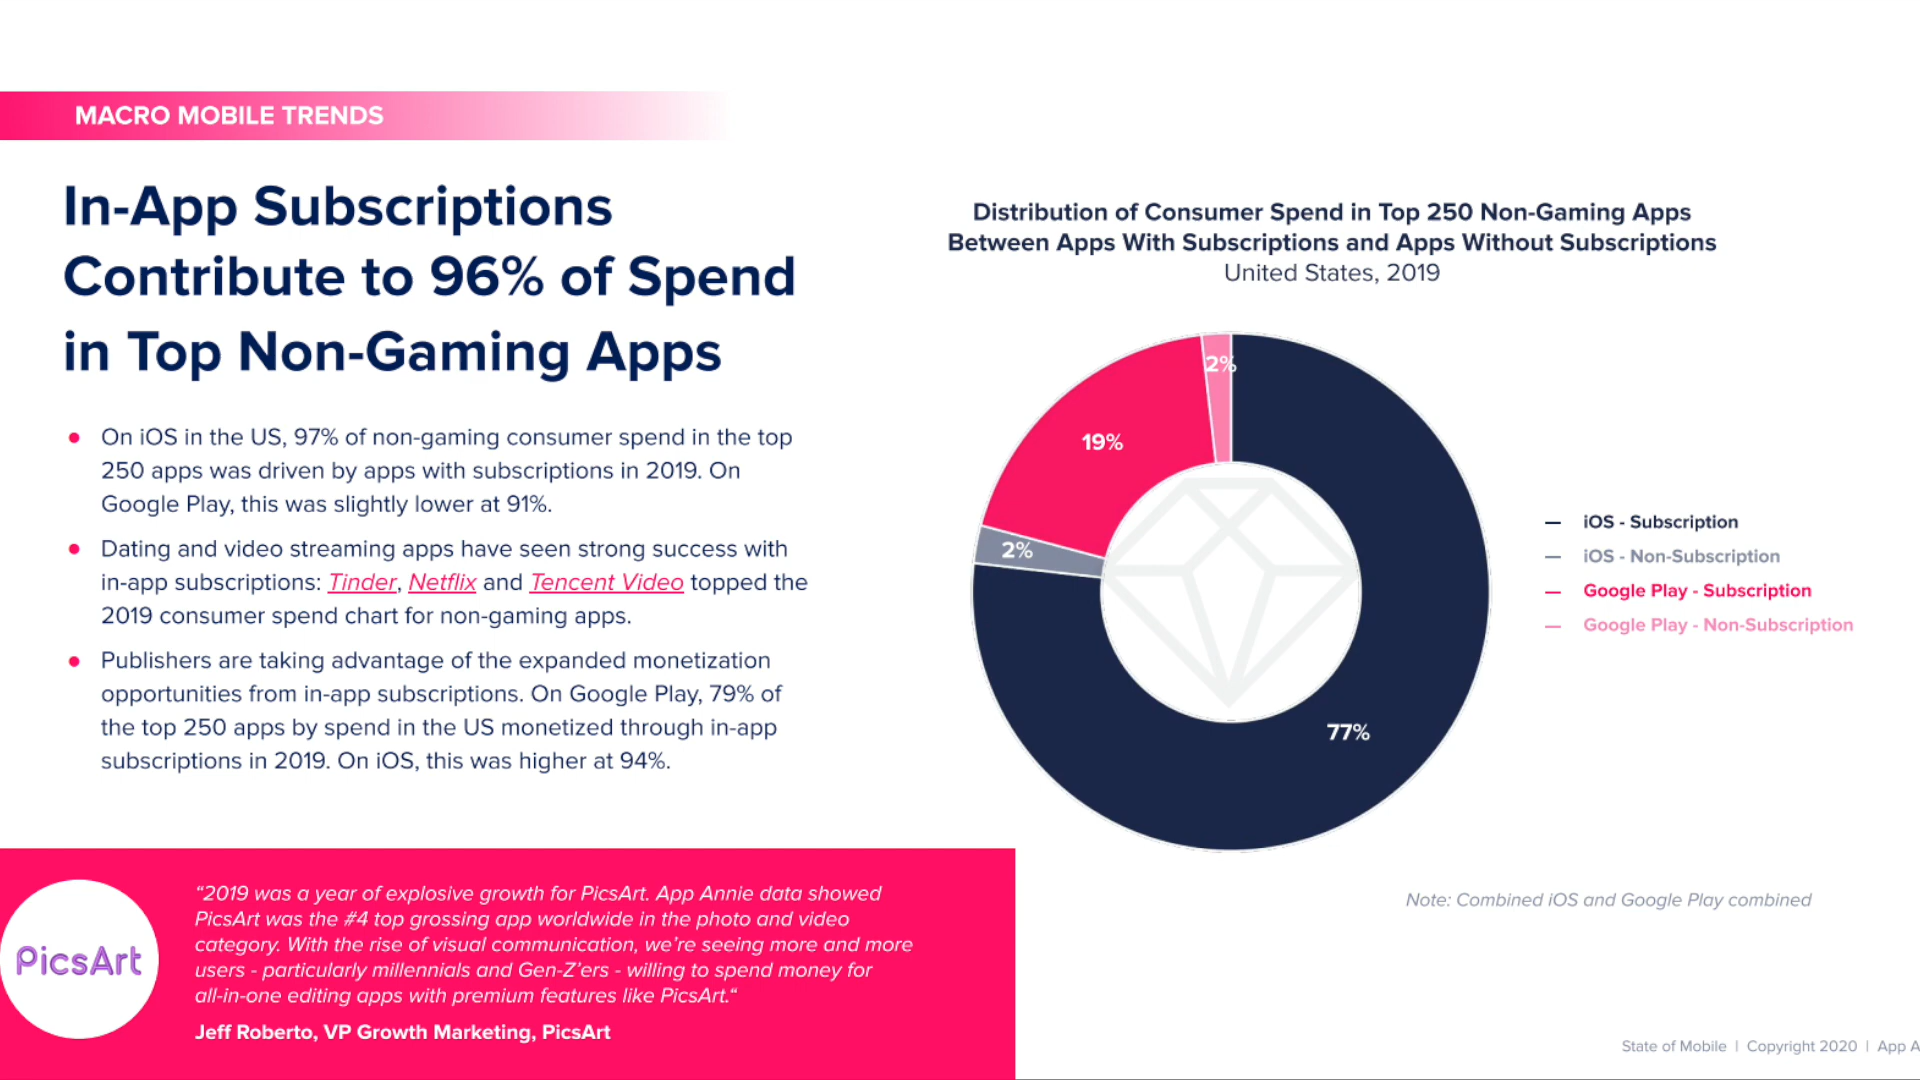 MACRO MOBILE TRENDS
In-App Subscriptions
Contribute to 96% of Spend
in Top Non-Gaming Apps
● On iOS in the US, 97% of non-gaming consumer spend in the top
250 apps was driven by apps with subscriptions in 2019. On
Google Play, this was slightly lower at 91%.
● Dating and video streaming apps have seen strong success with
in-app subscriptions: Tinder, Netflix and Tencent Video topped the
2019 consumer spend chart for non-gaming apps.
● Publishers are taking advantage of the expanded monetization
opportunities from in-app subscriptions. On Google Play, 79% of
the top 250 apps by spend in the US monetized through in-app
subscriptions in 2019. On iOS, this was higher at 94%.
Distribution of Consumer Spend in Top 250 Non-Gaming Apps
Between Apps With Subscriptions and Apps Without Subscriptions
United States, 2019
2%
19%
2%
77%
iOS - Subscription
iOS - Non-Subscription
Google Play - Subscription
Google Play - Non-Subscription
Note: Combined iOS and Google Play combined
PicsArt
“2019 was a year of explosive growth for PicsArt. App Annie data showed
PicsArt was the #4 top grossing app worldwide in the photo and video
category. With the rise of visual communication, we're seeing more and more
users - particularly millennials and Gen-Z'ers - willing to spend money for
all-in-one editing apps with premium features like PicsArt.“
Jeff Roberto, VP Growth Marketing, PicsArt
State of Mobile | Copyright 2020 | App A